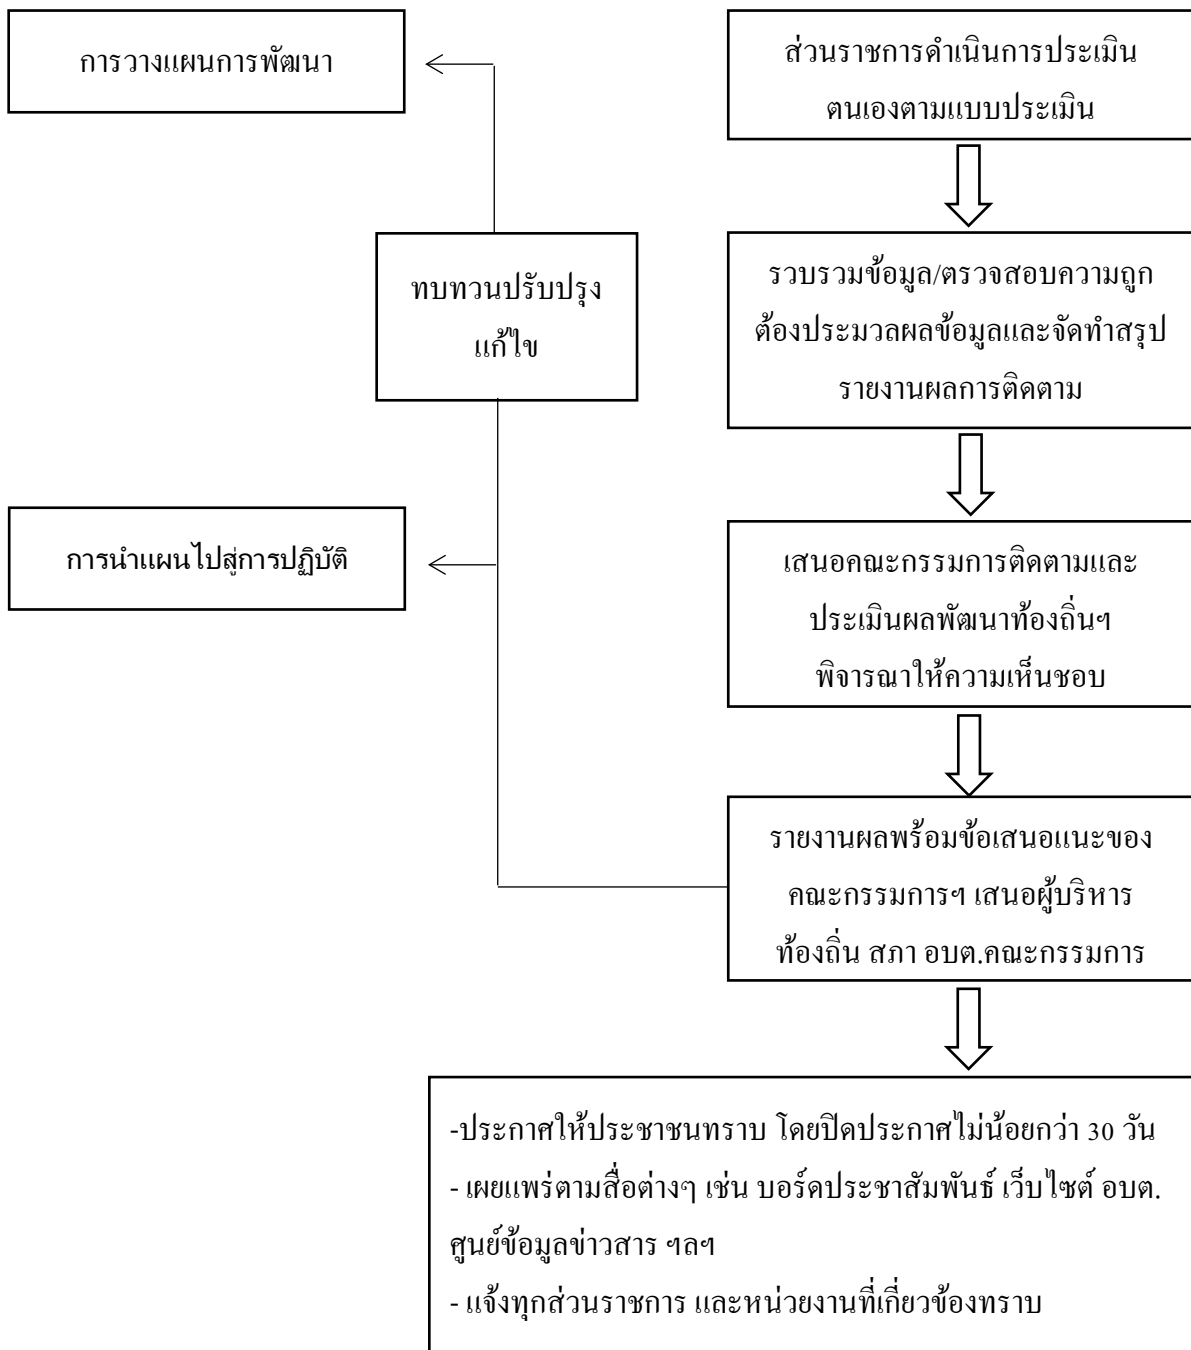 การวางแผนการพัฒนา
ส่วนราชการดำเนินการประเมิน
ตนเองตามแบบประเมิน
ทบทวนปรับปรุง
แก้ไข
รวบรวมข้อมูล/ตรวจสอบความถูก
ต้องประมวลผลข้อมูลและจัดทำสรุป
รายงานผลการติดตาม
การนำแผนไปสู่การปฏิบัติ
เสนอคณะกรรมการติดตามและ
ประเมินผลพัฒนาท้องถิ่นฯ
พิจารณาให้ความเห็นชอบ
รายงานผลพร้อมข้อเสนอแนะของ
คณะกรรมการฯ เสนอผู้บริหาร
ท้องถิ่น สภา อบต.คณะกรรมการ
-ประกาศให้ประชาชนทราบ โดยปิดประกาศไม่น้อยกว่า 30 วัน
- เผยแพร่ตามสื่อต่างๆ เช่น บอร์ดประชาสัมพันธ์ เว็บไซต์ อบต.
ศูนย์ข้อมูลข่าวสาร ฯลฯ
- แจ้งทุกส่วนราชการ และหน่วยงานที่เกี่ยวข้องทราบ